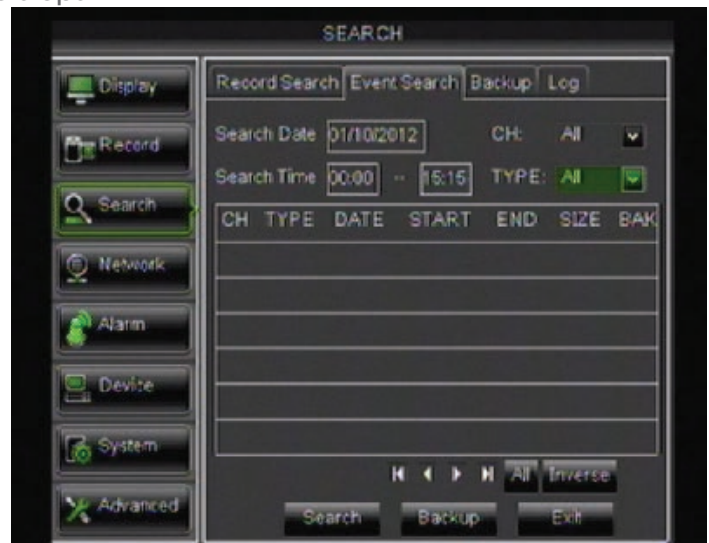 SEARCH
Display
Record
Search
Network
Alarm
Device
System
Advanced
Record Search Event Search Backup Log
Search Date 01/10/2012 CH: All
Search Time 00:00 -- 15:15 TYPE: All
CH TYPE DATE START END SIZE BAK
All Inverse
Search Backup Exit